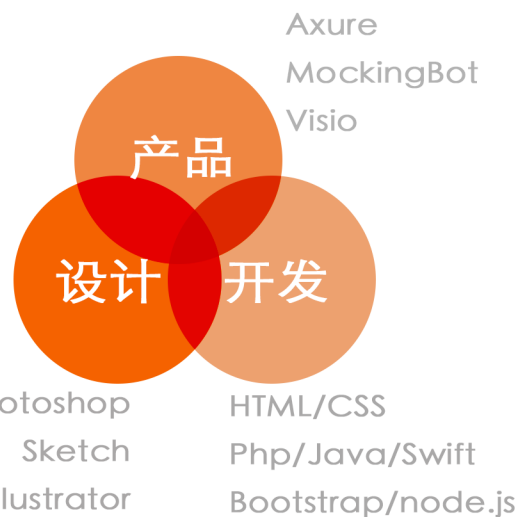 Axure
MockingBot
Visio
产品
设计
开发
otoshop
Sketch
lustrator
HTML/CSS
Php/Java/Swift
Bootstrap/node.js